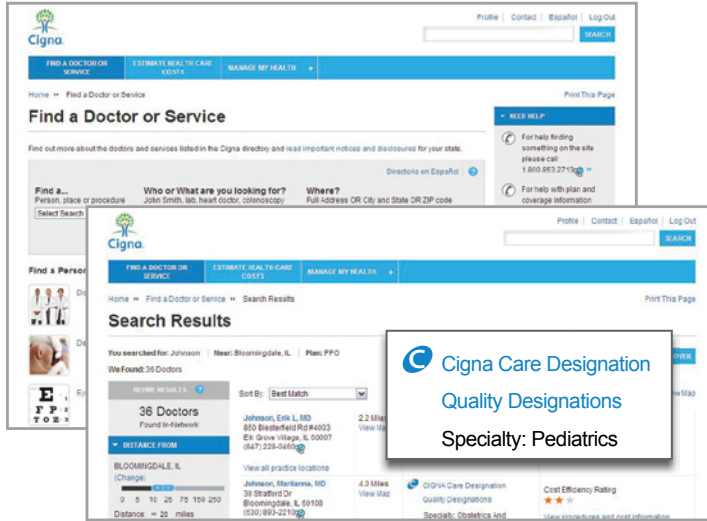 Cigna.
Profile | Contact | Español | Log Out
SEARCH
FIND A DOCTOR OR SERVICE
ESTIMATE HEALTH CARE COSTS
MANAGE MY HEALTH +
Home » Find a Doctor or Service
Print This Page
Find a Doctor or Service
Find out more about the doctors and services listed in the Cigna directory and read important notices and disclosures for your state.
Directorio en Español
NEED HELP
For help finding
something on the site
please call
1.800.853.2713
For help with plan and
coverage information
Find a...
Person, place or procedure
Select Search
Who or What are you looking for?
John Smith, lab, heart doctor, colonoscopy
Where?
Full Address OR City and State OR ZIP code
Find a Person
Cigna.
Profile | Contact | Español | Log Out
SEARCH
FIND A DOCTOR OR SERVICE
ESTIMATE HEALTH CARE COSTS
MANAGE MY HEALTH +
Home » Find a Doctor or Service » Search Results
Print This Page
Search Results
You searched for: Johnson | Near: Bloomingdale, IL | Plan: PPO
We Found: 36 Doctors
REFINE RESULTS
36 Doctors
Found In-Network
DISTANCE FROM
BLOOMINGDALE, IL
(Change)
0 5 10 25 75 150 250
Distance: 20 miles
Sort By: Best Match
Johnson, Erik L, MD
850 Biesterfield Rd #4003
Elk Grove Village, IL 60007
(847) 228-0460
View all practice locations
2.2 Miles
View Map
Johnson, Marilanna, MD
39 Stratford Dr
Bloomingdale, IL 60108
(630) 893-2210
4.3 Miles
View Map
CIGNA Care Designation
Quality Designations
Specialty: Obstetrics And
Cost Efficiency Rating
View procedures and cost information
Cigna Care Designation
Quality Designations
Specialty: Pediatrics